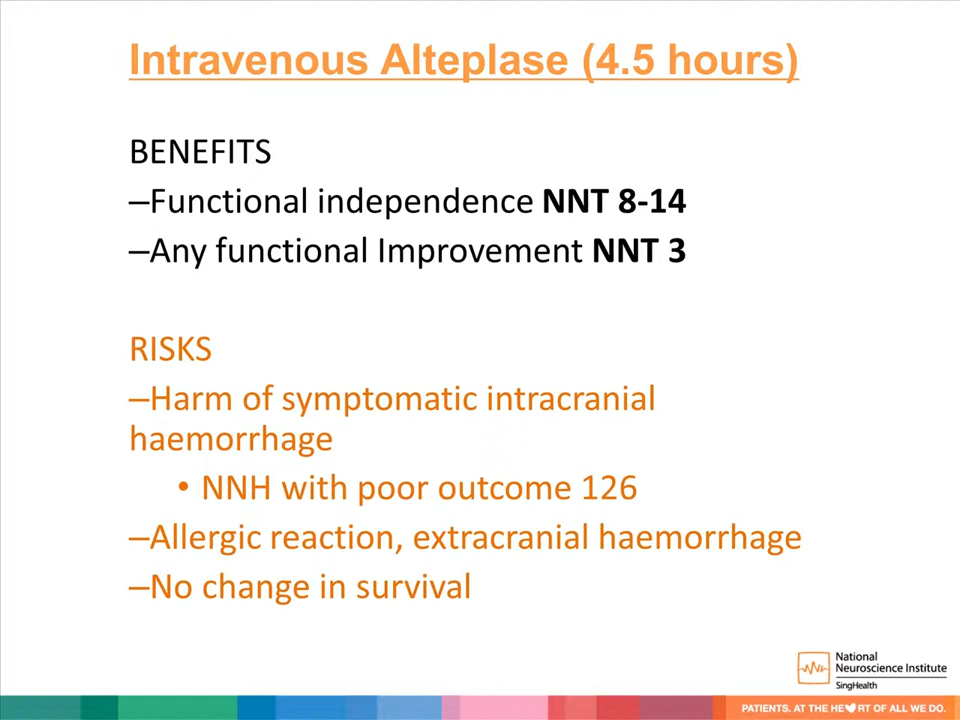 Intravenous Alteplase (4.5 hours)
BENEFITS
–Functional independence NNT 8-14
–Any functional Improvement NNT 3
RISKS
–Harm of symptomatic intracranial
haemorrhage
• NNH with poor outcome 126
–Allergic reaction, extracranial haemorrhage
–No change in survival
National
Neuroscience Institute
SingHealth
PATIENTS. AT THE HE♥RT OF ALL WE DO.